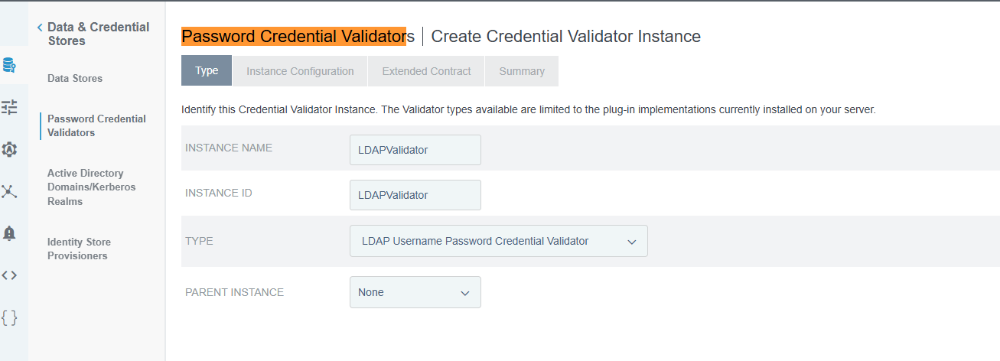 Data & Credential
Stores
Data Stores
Password Credential
Validators
Active Directory
Domains/Kerberos
Realms
Identity Store
Provisioners
Password Credential Validators | Create Credential Validator Instance
Type Instance Configuration Extended Contract Summary
Identify this Credential Validator Instance. The Validator types available are limited to the plug-in implementations currently installed on your server.
INSTANCE NAME LDAPValidator
INSTANCE ID LDAPValidator
TYPE LDAP Username Password Credential Validator
PARENT INSTANCE None